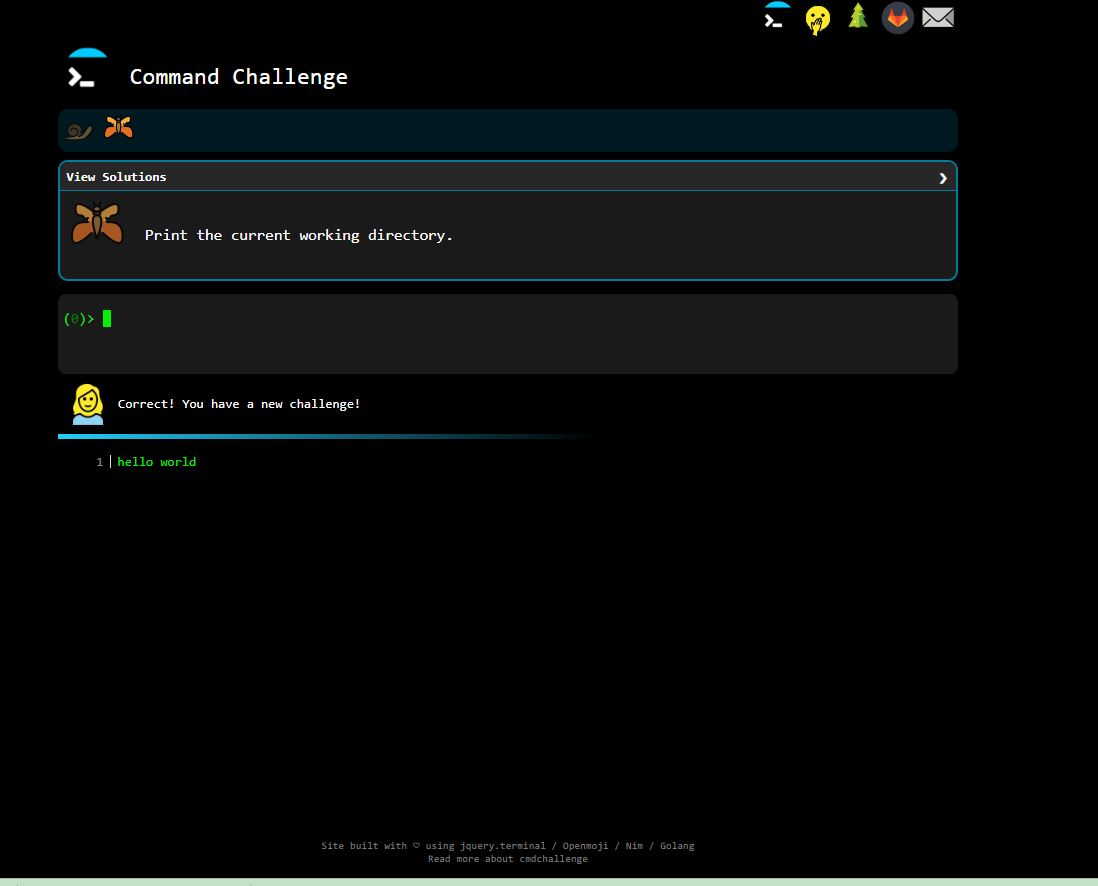 Command Challenge
View Solutions
Print the current working directory.
(0)>
Correct! You have a new challenge!
1 hello world
Site built with ♡ using jquery.terminal / Openmoji / Nim / Golang
Read more about cmdchallenge